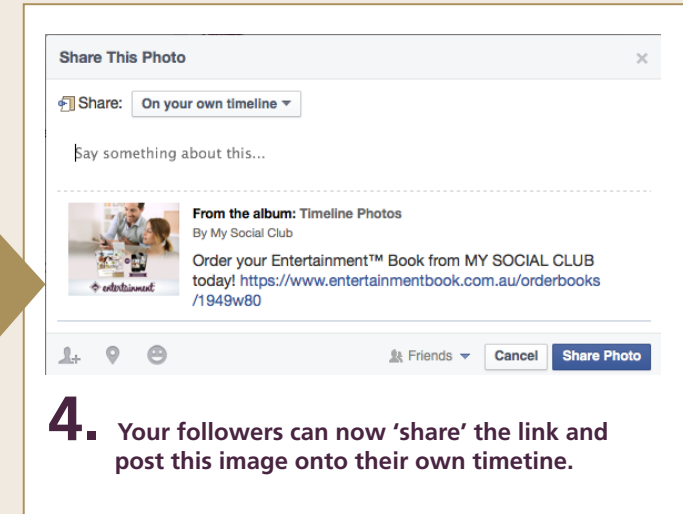 Share This Photo
Share: On your own timeline
Say something about this...
From the album: Timeline Photos
By My Social Club
Order your Entertainment™ Book from MY SOCIAL CLUB
today! https://www.entertainmentbook.com.au/orderbooks
/1949w80
entertainment
Friends Cancel Share Photo
4. Your followers can now ‘share’ the link and
post this image onto their own timetine.